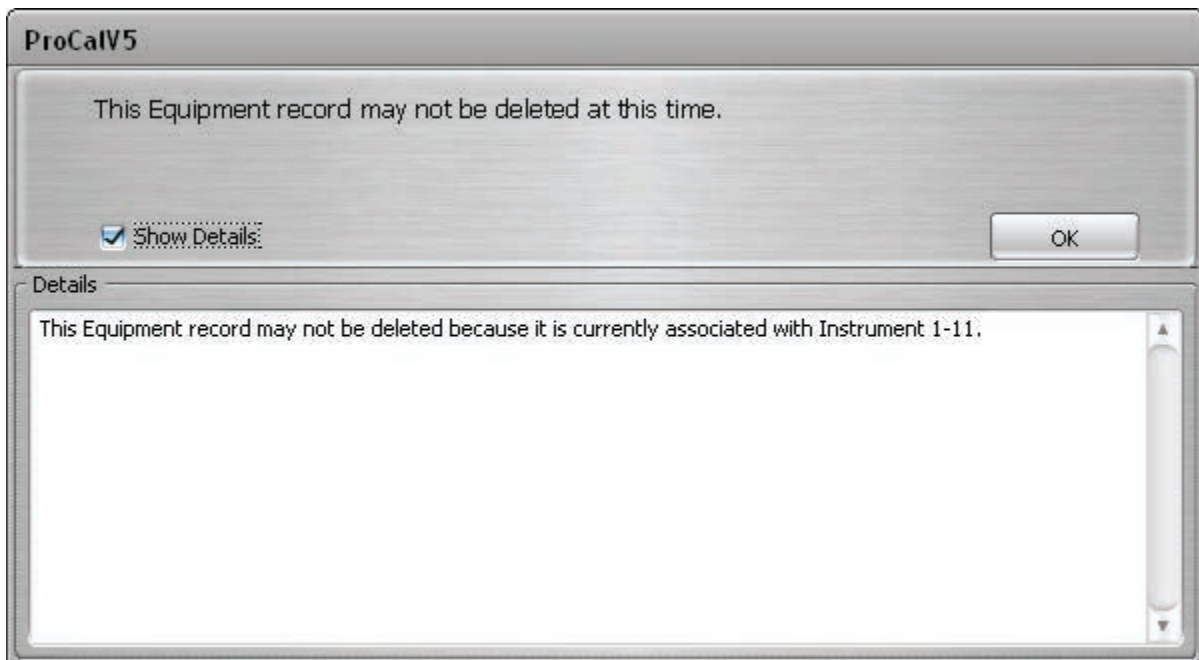 ProCalV5
This Equipment record may not be deleted at this time.
Show Details
OK
Details
This Equipment record may not be deleted because it is currently associated with Instrument 1-11.